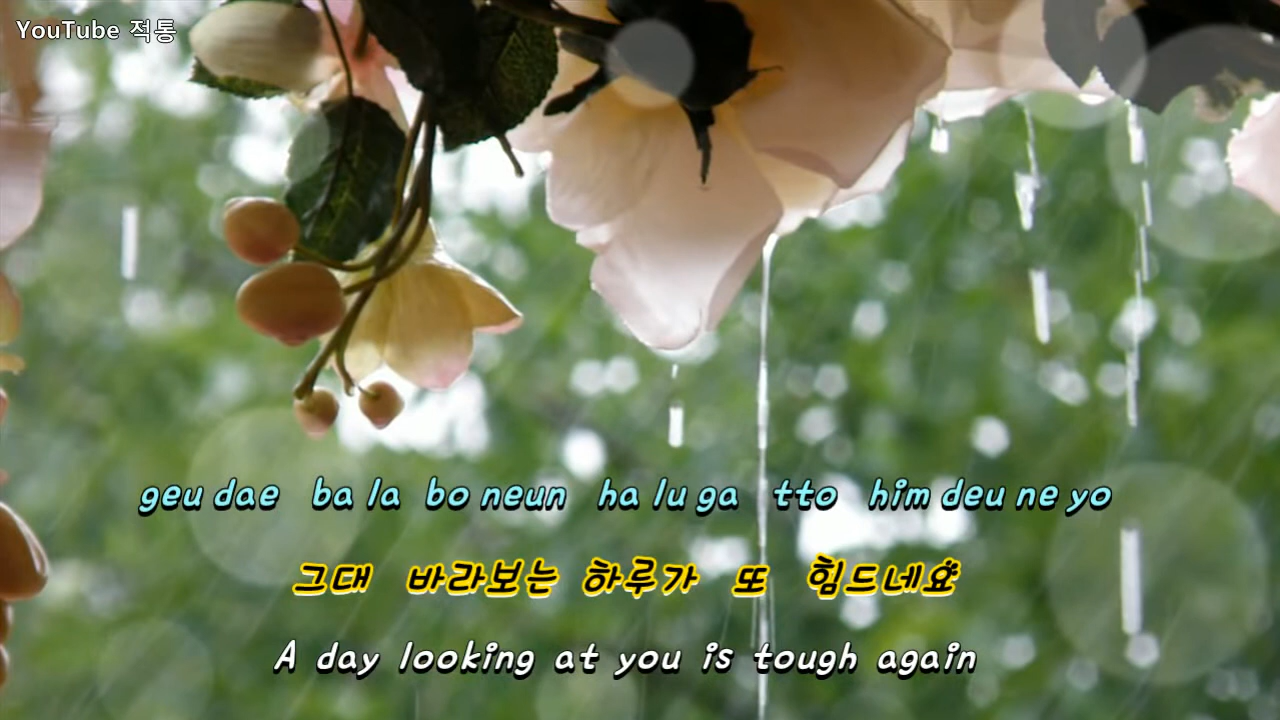 YouTube 적통
geu dae ba la bo neun ha lu ga tto him deu ne yo
그대 바라보는 하루가 또 힘드네요
A day looking at you is tough again